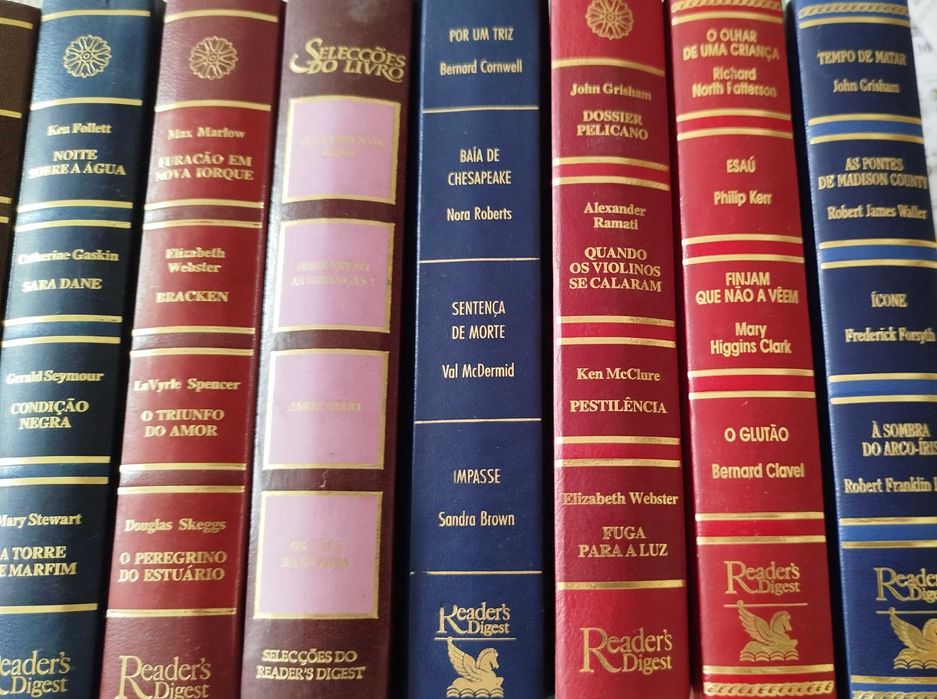 Ken Follett
NOITE
SOBRE A ÁGUA
Catherine Gaskin
SARA DANE
Gerald Seymour
CONDIÇÃO
NEGRA
Mary Stewart
A TORRE
DE MARFIM
Reader's
Digest
Max Marlow
FURACÃO EM
NOVA IORQUE
Elizabeth
Webster
BRACKEN
LaVyrle Spencer
O TRIUNFO
DO AMOR
Douglas Skeggs
O PEREGRINO
DO ESTUÁRIO
Reader's
Digest
SELECÇÕES
DO LIVRO
AS CRIANÇAS?
SELECÇÕES DO
READER'S DIGEST
POR UM TRIZ
Bernard Cornwell
BAÍA DE
CHESAPEAKE
Nora Roberts
SENTENÇA
DE MORTE
Val McDermid
IMPASSE
Sandra Brown
Reader's
Digest
John Grisham
DOSSIER
PELICANO
Alexander
Ramati
QUANDO
OS VIOLINOS
SE CALARAM
Ken McClure
PESTILÊNCIA
Elizabeth Webster
FUGA
PARA A LUZ
Reader's
Digest
O OLHAR
DE UMA CRIANÇA
Richard
North Patterson
ESAÚ
Philip Kerr
FINJAM
QUE NÃO A VÊEM
Mary
Higgins Clark
O GLUTÃO
Bernard Clavel
Reader's
Digest
TEMPO DE MATAR
John Grisham
AS PONTES
DE MADISON COUNTY
Robert James Waller
ÍCONE
Frederick Forsyth
À SOMBRA
DO ARCO-ÍRIS
Robert Franklin
Reader's
Digest